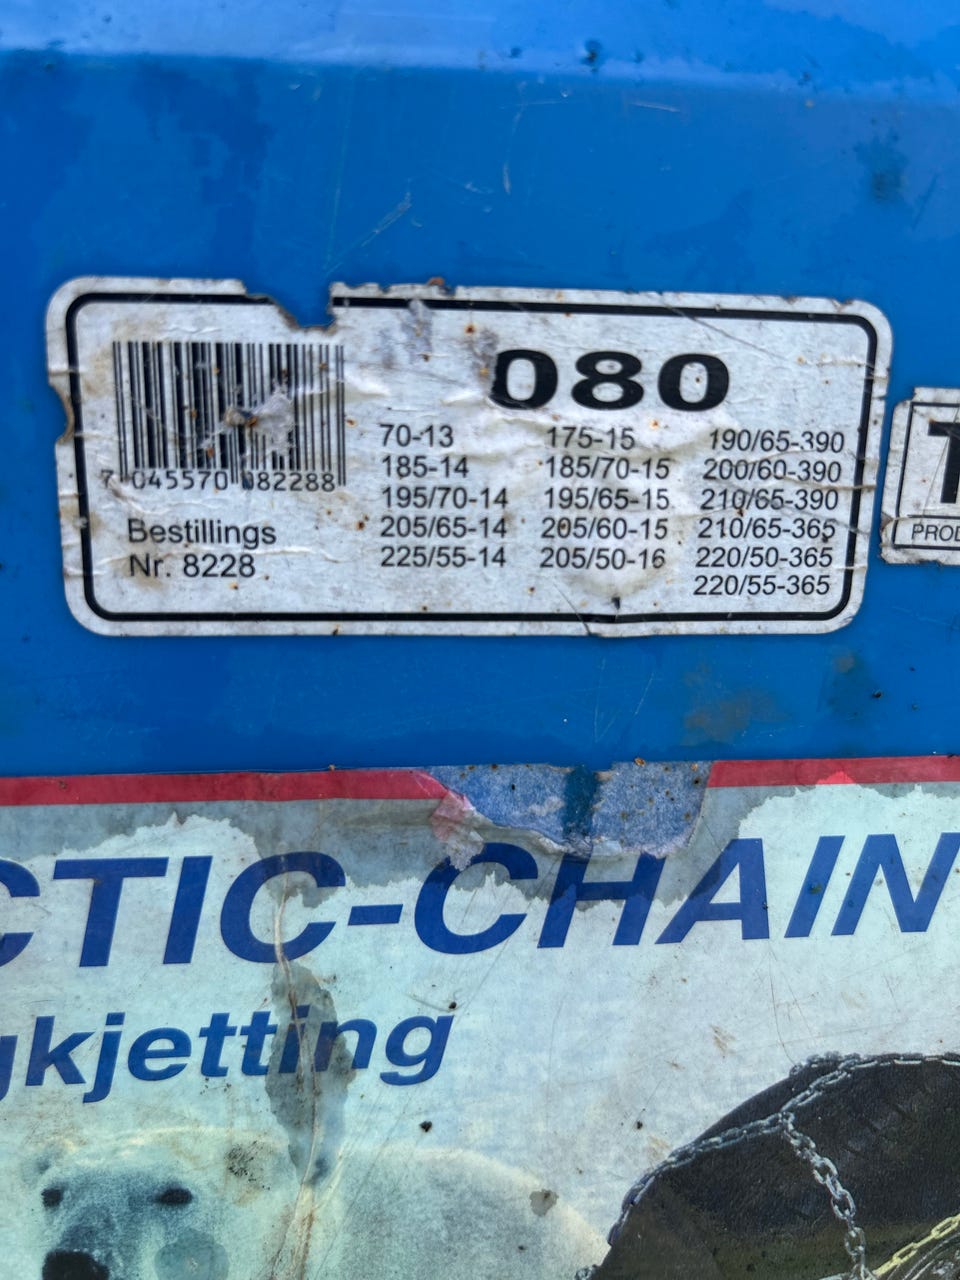 080
70-13
185-14
195/70-14
205/65-14
225/55-14
175-15
185/70-15
195/65-15
205/60-15
205/50-16
190/65-390
200/60-390
210/65-390
210/65-365
220/50-365
220/55-365
7 045570 082288
Bestillings
Nr. 8228
T
PROD
CTIC-CHAIN
gkjetting